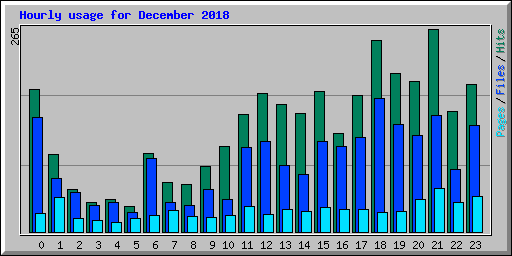 Hourly usage for December 2018
265
Pages/Files/Hits
0 1 2 3 4 5 6 7 8 9 10 11 12 13 14 15 16 17 18 19 20 21 22 23